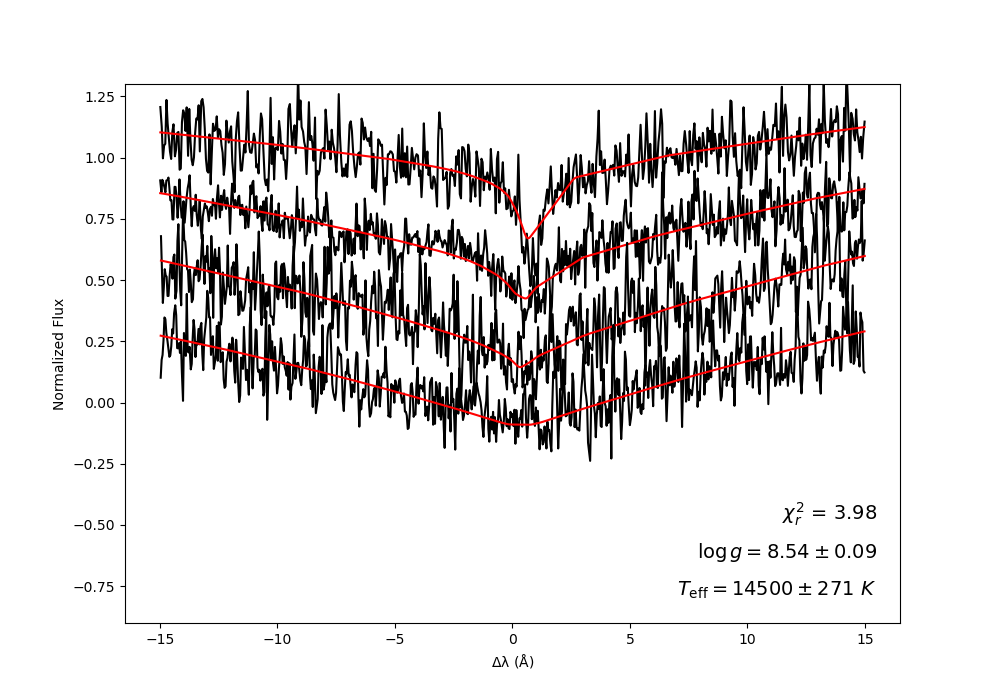 1.25
1.00
0.75
0.50
0.25
0.00
−0.25
−0.50
−0.75
Normalized Flux
χ²ᵣ = 3.98
log g = 8.54 ± 0.09
T_eff = 14500 ± 271 K
−15 −10 −5 0 5 10 15
Δλ (Å)